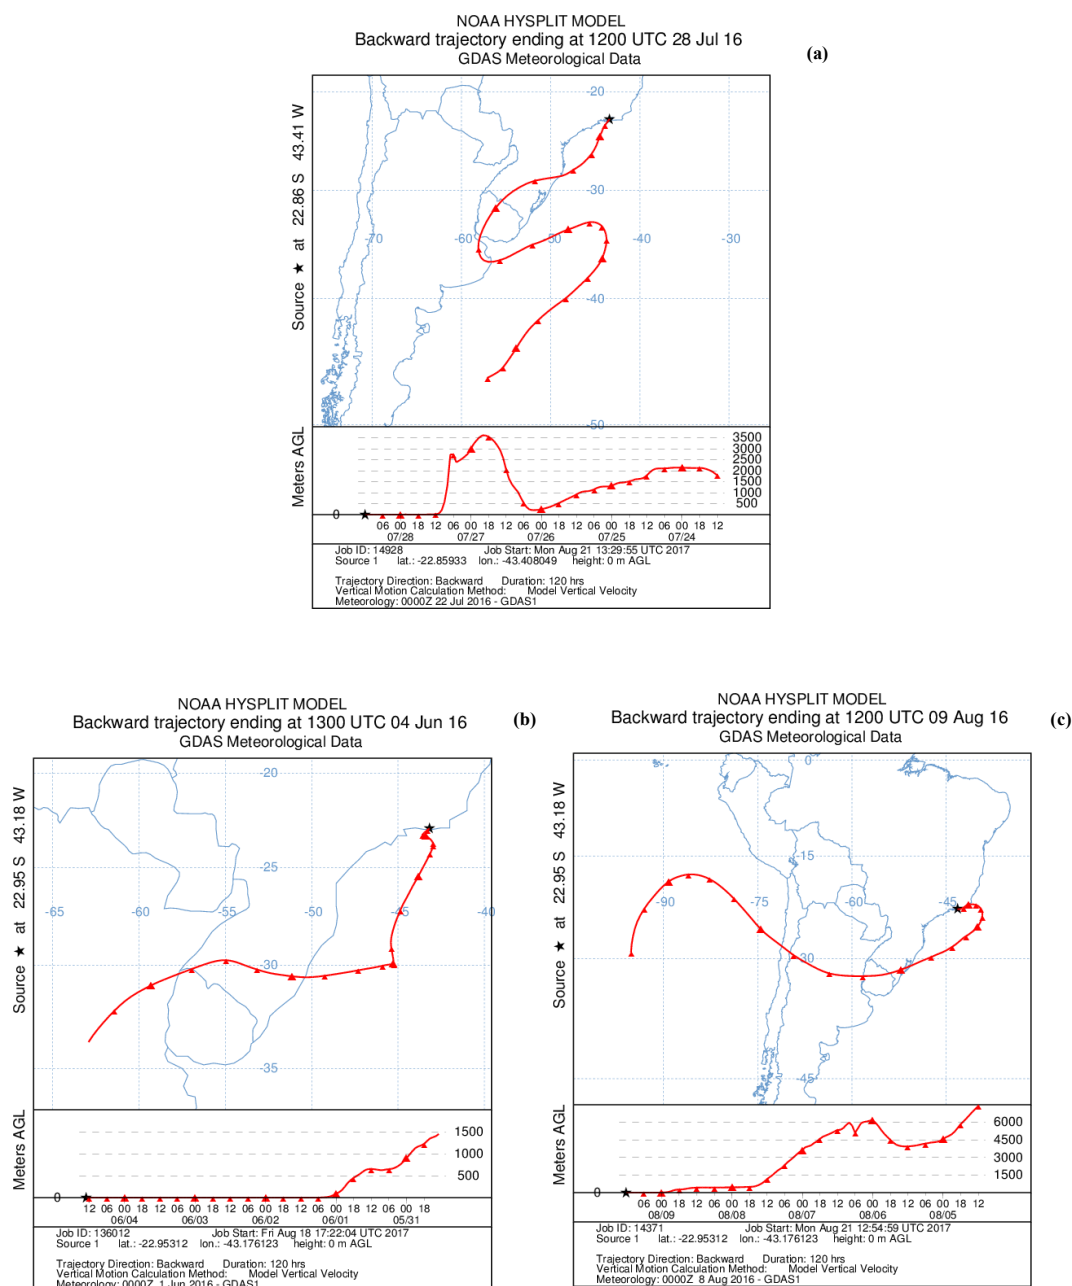 NOAA HYSPLIT MODEL
Backward trajectory ending at 1200 UTC 28 Jul 16
GDAS Meteorological Data
(a)
Source ★ at 22.86 S 43.41 W
-20
-30
-70
-60
-50
-40
-30
-40
-50
Meters AGL
3500
3000
2500
2000
1500
1000
500
0
06 00 18 12 06 00 18 12 06 00 18 12 06 00 18 12 06 00 18 12
07/28 07/27 07/26 07/25 07/24
Job ID: 14928 Job Start: Mon Aug 21 13:29:55 UTC 2017
Source 1 lat.: -22.85933 lon.: -43.408049 height: 0 m AGL
Trajectory Direction: Backward Duration: 120 hrs
Vertical Motion Calculation Method: Model Vertical Velocity
Meteorology: 0000Z 22 Jul 2016 - GDAS1
NOAA HYSPLIT MODEL
Backward trajectory ending at 1300 UTC 04 Jun 16
GDAS Meteorological Data
(b)
Source ★ at 22.95 S 43.18 W
-20
-25
-65
-60
-55
-50
-45
-40
-30
-35
Meters AGL
1500
1000
500
0
12 06 00 18 12 06 00 18 12 06 00 18 12 06 00 18 12 06 00 18
06/04 06/03 06/02 06/01 05/31
Job ID: 136012 Job Start: Fri Aug 18 17:22:04 UTC 2017
Source 1 lat.: -22.95312 lon.: -43.176123 height: 0 m AGL
Trajectory Direction: Backward Duration: 120 hrs
Vertical Motion Calculation Method: Model Vertical Velocity
Meteorology: 0000Z 1 Jun 2016 - GDAS1
NOAA HYSPLIT MODEL
Backward trajectory ending at 1200 UTC 09 Aug 16
GDAS Meteorological Data
(c)
Source ★ at 22.95 S 43.18 W
0
-15
-90
-75
-60
-45
-30
-45
Meters AGL
6000
4500
3000
1500
0
06 00 18 12 06 00 18 12 06 00 18 12 06 00 18 12 06 00 18 12
08/09 08/08 08/07 08/06 08/05
Job ID: 14371 Job Start: Mon Aug 21 12:54:59 UTC 2017
Source 1 lat.: -22.95312 lon.: -43.176123 height: 0 m AGL
Trajectory Direction: Backward Duration: 120 hrs
Vertical Motion Calculation Method: Model Vertical Velocity
Meteorology: 0000Z 8 Aug 2016 - GDAS1